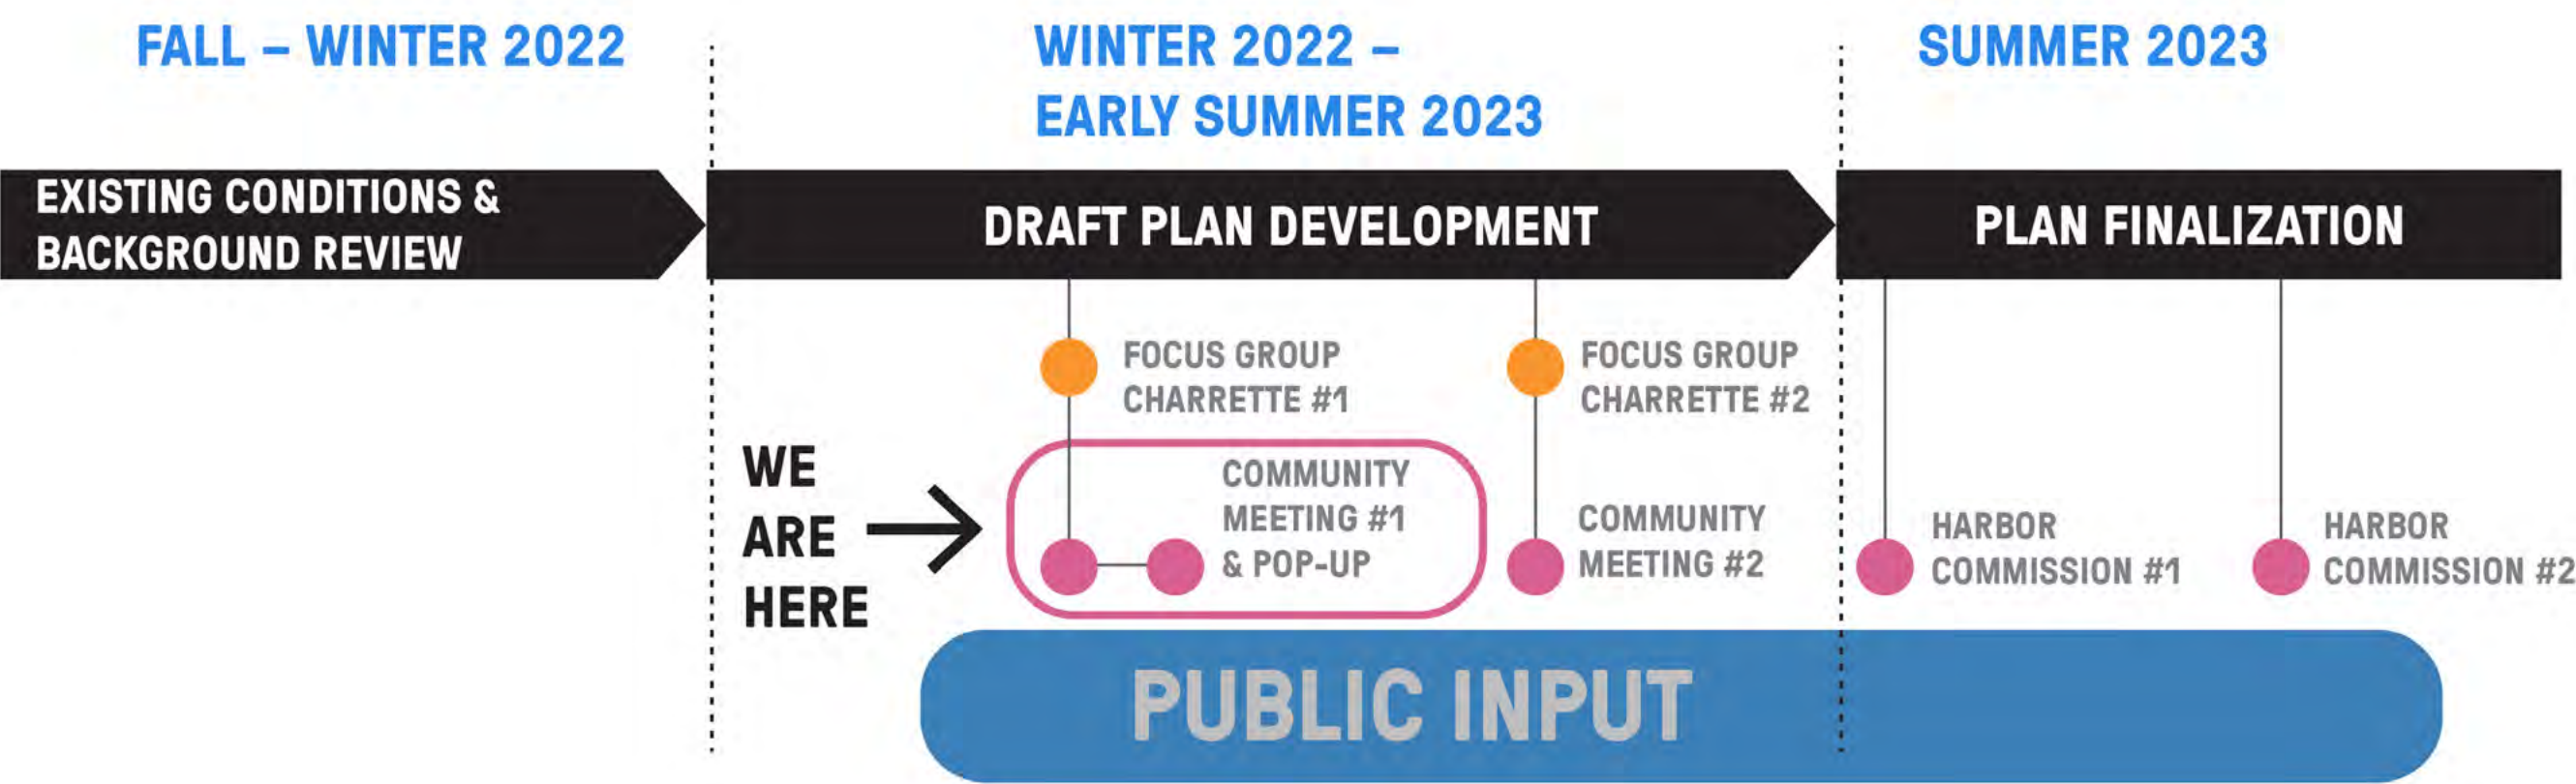 FALL – WINTER 2022
WINTER 2022 –
EARLY SUMMER 2023
SUMMER 2023
EXISTING CONDITIONS &
BACKGROUND REVIEW
DRAFT PLAN DEVELOPMENT
PLAN FINALIZATION
FOCUS GROUP
CHARRETTE #1
FOCUS GROUP
CHARRETTE #2
WE
ARE
HERE
COMMUNITY
MEETING #1
& POP-UP
COMMUNITY
MEETING #2
HARBOR
COMMISSION #1
HARBOR
COMMISSION #2
PUBLIC INPUT